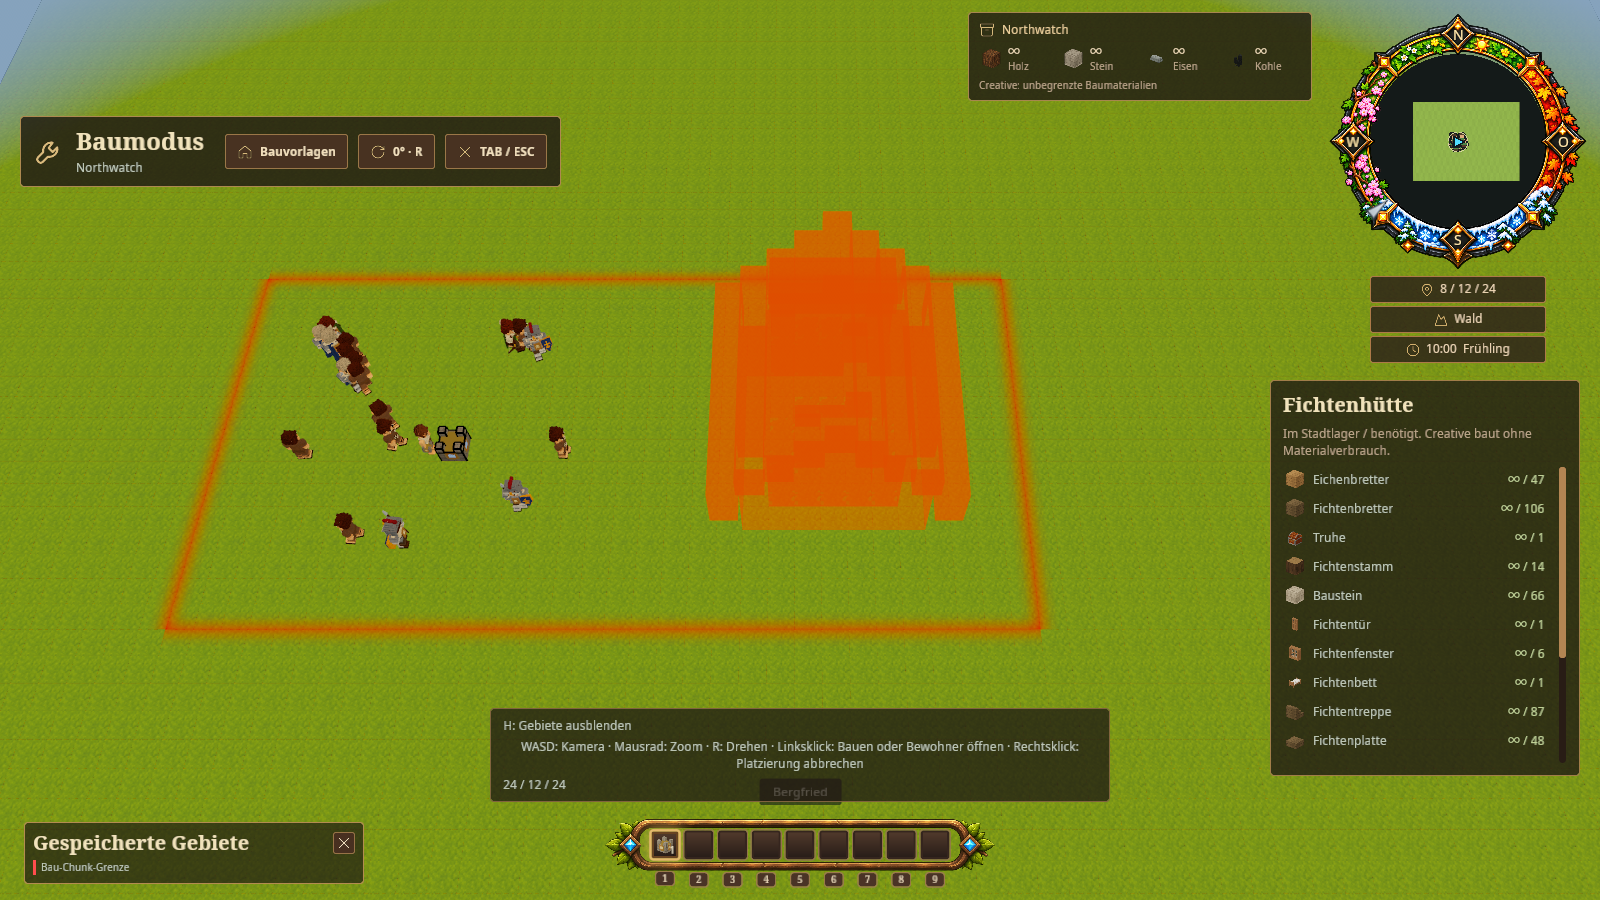 Northwatch
∞ ∞ ∞ ∞
Holz Stein Eisen Kohle
Creative: unbegrenzte Baumaterialien
Baumodus
Northwatch
Bauvorlagen
0° · R
TAB / ESC
N
W
O
S
8 / 12 / 24
Wald
10:00 Frühling
Fichtenhütte
Im Stadtlager / benötigt. Creative baut ohne
Materialverbrauch.
Eichenbretter ∞ / 47
Fichtenbretter ∞ / 106
Truhe ∞ / 1
Fichtenstamm ∞ / 14
Baustein ∞ / 66
Fichtentür ∞ / 1
Fichtenfenster ∞ / 6
Fichtenbett ∞ / 1
Fichtentreppe ∞ / 87
Fichtenplatte ∞ / 48
H: Gebiete ausblenden
WASD: Kamera · Mausrad: Zoom · R: Drehen · Linksklick: Bauen oder Bewohner öffnen · Rechtsklick:
Platzierung abbrechen
24 / 12 / 24
Bergfried
Gespeicherte Gebiete
Bau-Chunk-Grenze
1
1 2 3 4 5 6 7 8 9